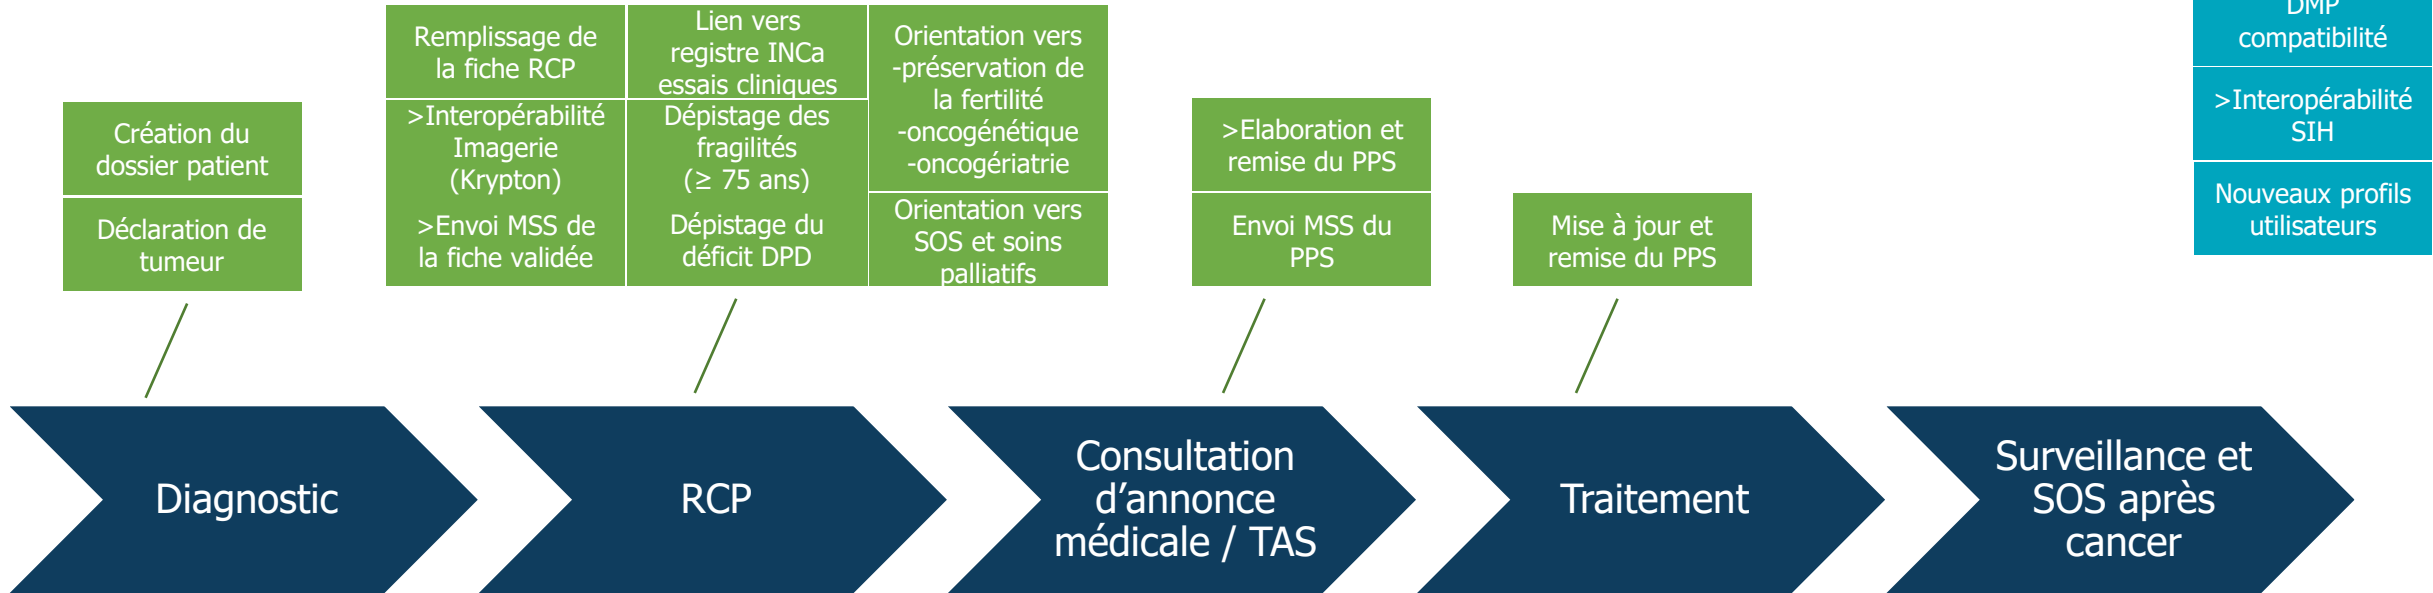 Création du
dossier patient
Déclaration de
tumeur
Remplissage de
la fiche RCP
>Interopérabilité
Imagerie
(Krypton)
>Envoi MSS de
la fiche validée
Lien vers
registre INCa
essais cliniques
Dépistage des
fragilités
(≥ 75 ans)
Dépistage du
déficit DPD
Orientation vers
-préservation de
la fertilité
-oncogénétique
-oncogériatrie
Orientation vers
SOS et soins
palliatifs
>Elaboration et
remise du PPS
Envoi MSS du
PPS
Mise à jour et
remise du PPS
DMP
compatibilité
>Interopérabilité
SIH
Nouveaux profils
utilisateurs
Diagnostic
RCP
Consultation
d’annonce
médicale / TAS
Traitement
Surveillance et
SOS après
cancer